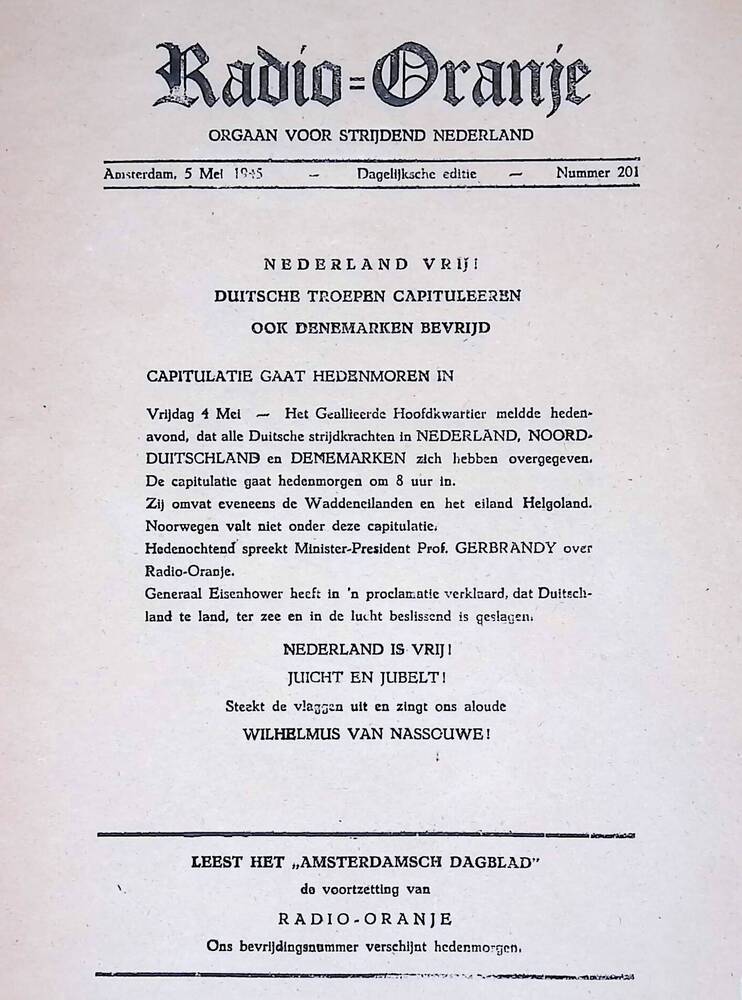 Radio=Oranje
ORGAAN VOOR STRIJDEND NEDERLAND
Amsterdam, 5 Mei 1945 — Dagelijksche editie — Nummer 201
NEDERLAND VRIJ!
DUITSCHE TROEPEN CAPITULEEREN
OOK DENEMARKEN BEVRIJD
CAPITULATIE GAAT HEDENMOREN IN
Vrijdag 4 Mei — Het Geallieerde Hoofdkwartier meldde heden-
avond, dat alle Duitsche strijdkrachten in NEDERLAND, NOORD-
DUITSCHLAND en DENEMARKEN zich hebben overgegeven.
De capitulatie gaat hedenmorgen om 8 uur in.
Zij omvat eveneens de Waddeneilanden en het eiland Helgoland.
Noorwegen valt niet onder deze capitulatie.
Hedenochtend spreekt Minister-President Prof. GERBRANDY over
Radio-Oranje.
Generaal Eisenhower heeft in 'n proclamatie verklaard, dat Duitsch-
land te land, ter zee en in de lucht beslissend is geslagen.
NEDERLAND IS VRIJ!
JUICHT EN JUBELT!
Steekt de vlaggen uit en zingt ons aloude
WILHELMUS VAN NASSOUWE!
LEEST HET „AMSTERDAMSCH DAGBLAD"
de voortzetting van
RADIO-ORANJE
Ons bevrijdingsnummer verschijnt hedenmorgen.